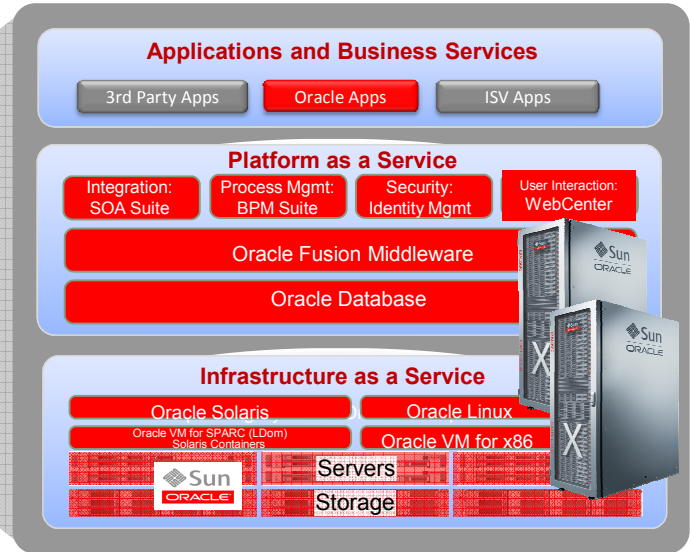 Applications and Business Services
3rd Party Apps
Oracle Apps
ISV Apps
Platform as a Service
Integration:
SOA Suite
Process Mgmt:
BPM Suite
Security:
Identity Mgmt
User Interaction:
WebCenter
Oracle Fusion Middleware
Oracle Database
Sun
ORACLE
X
Sun
ORACLE
X
Infrastructure as a Service
Oracle Solaris
Oracle Linux
Oracle VM for SPARC (LDom)
Solaris Containers
Oracle VM for x86
Sun
ORACLE
Servers
Storage